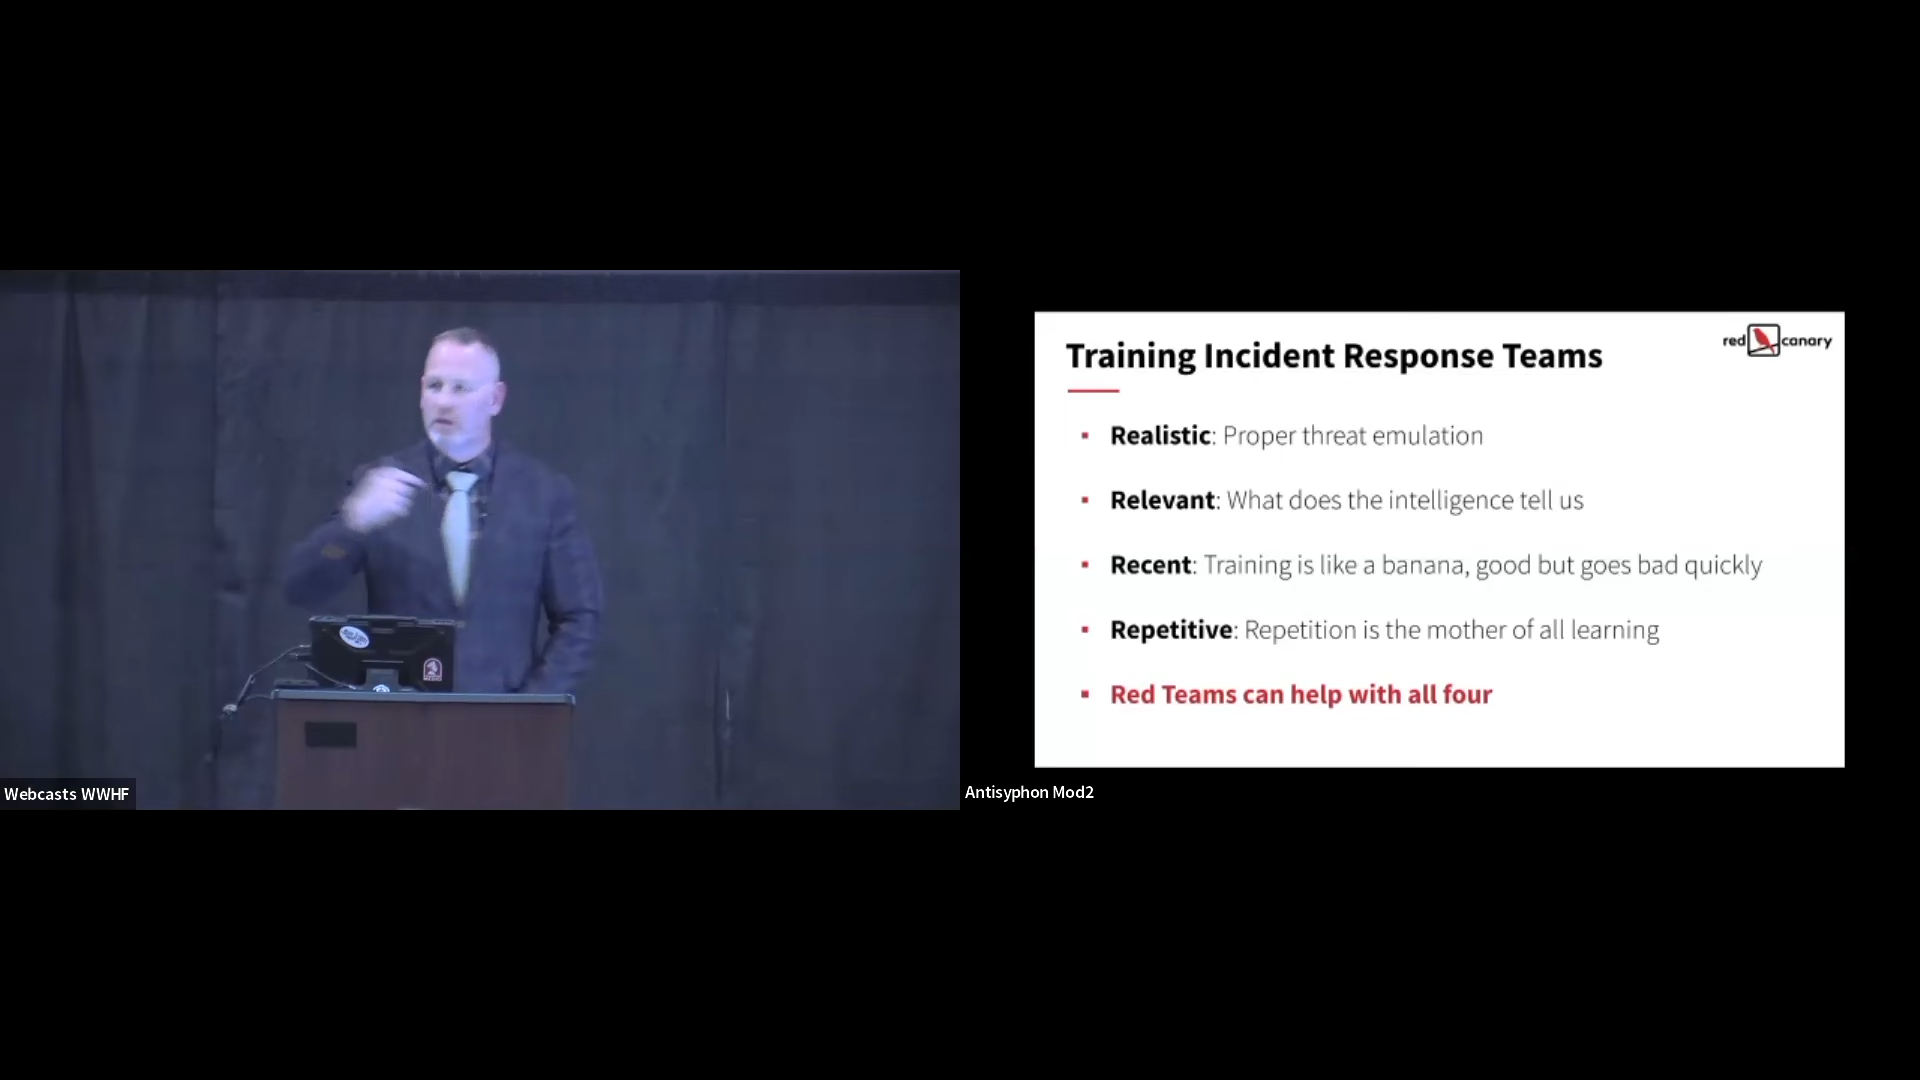 Training Incident Response Teams
red canary
Realistic: Proper threat emulation
Relevant: What does the intelligence tell us
Recent: Training is like a banana, good but goes bad quickly
Repetitive: Repetition is the mother of all learning
Red Teams can help with all four
Webcasts WWHF
Antisyphon Mod2